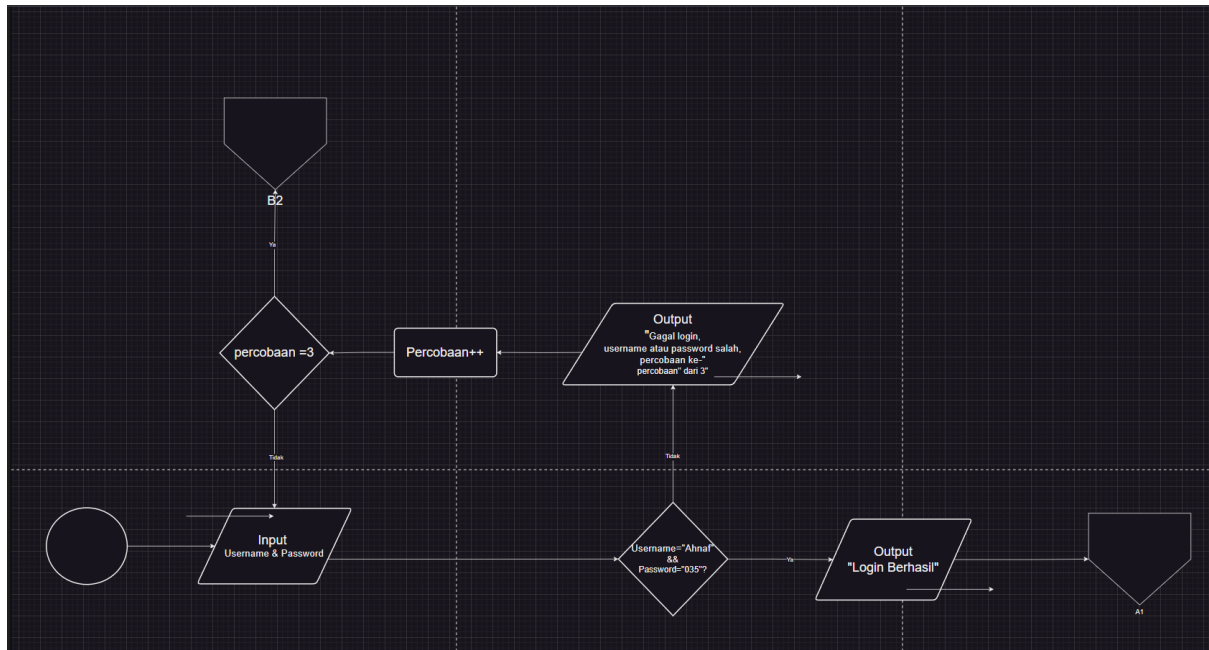 B2
Ya
percobaan =3
Percobaan++
Output
"Gagal login,
username atau password salah,
percobaan ke-"
percobaan" dari 3"
Tidak
Tidak
Input
Username & Password
Username="Ahnaf"
&&
Password="035"?
Ya
Output
"Login Berhasil"
A1